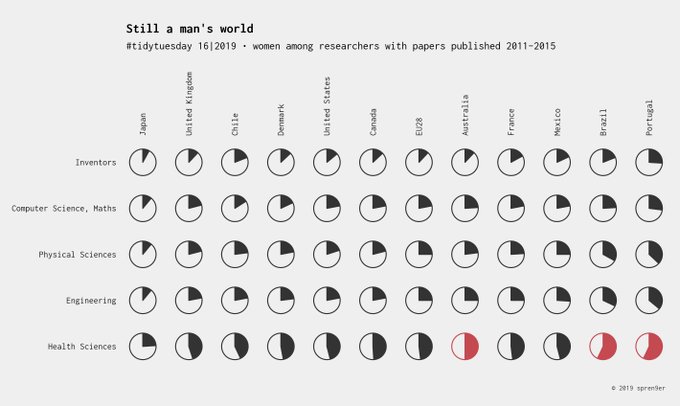 Still a man's world
#tidytuesday 16|2019 • women among researchers with papers published 2011–2015
Japan
United Kingdom
Chile
Denmark
United States
Canada
EU28
Australia
France
Mexico
Brazil
Portugal
Inventors
Computer Science, Maths
Physical Sciences
Engineering
Health Sciences
© 2019 spren9er